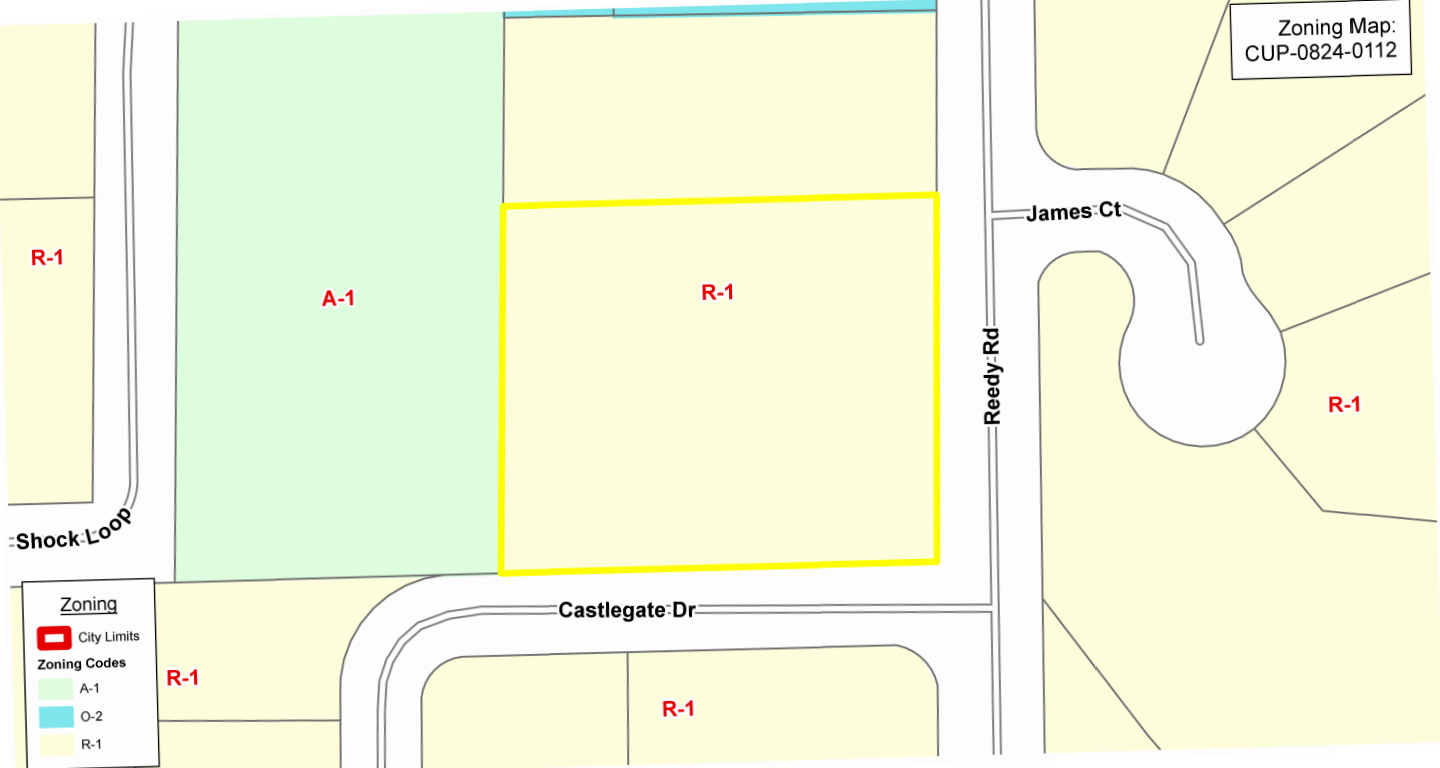 Zoning Map:
CUP-0824-0112
James Ct
R-1
A-1
R-1
Reedy Rd
R-1
Shock Loop
Castlegate Dr
R-1
R-1
Zoning
City Limits
Zoning Codes
A-1
O-2
R-1